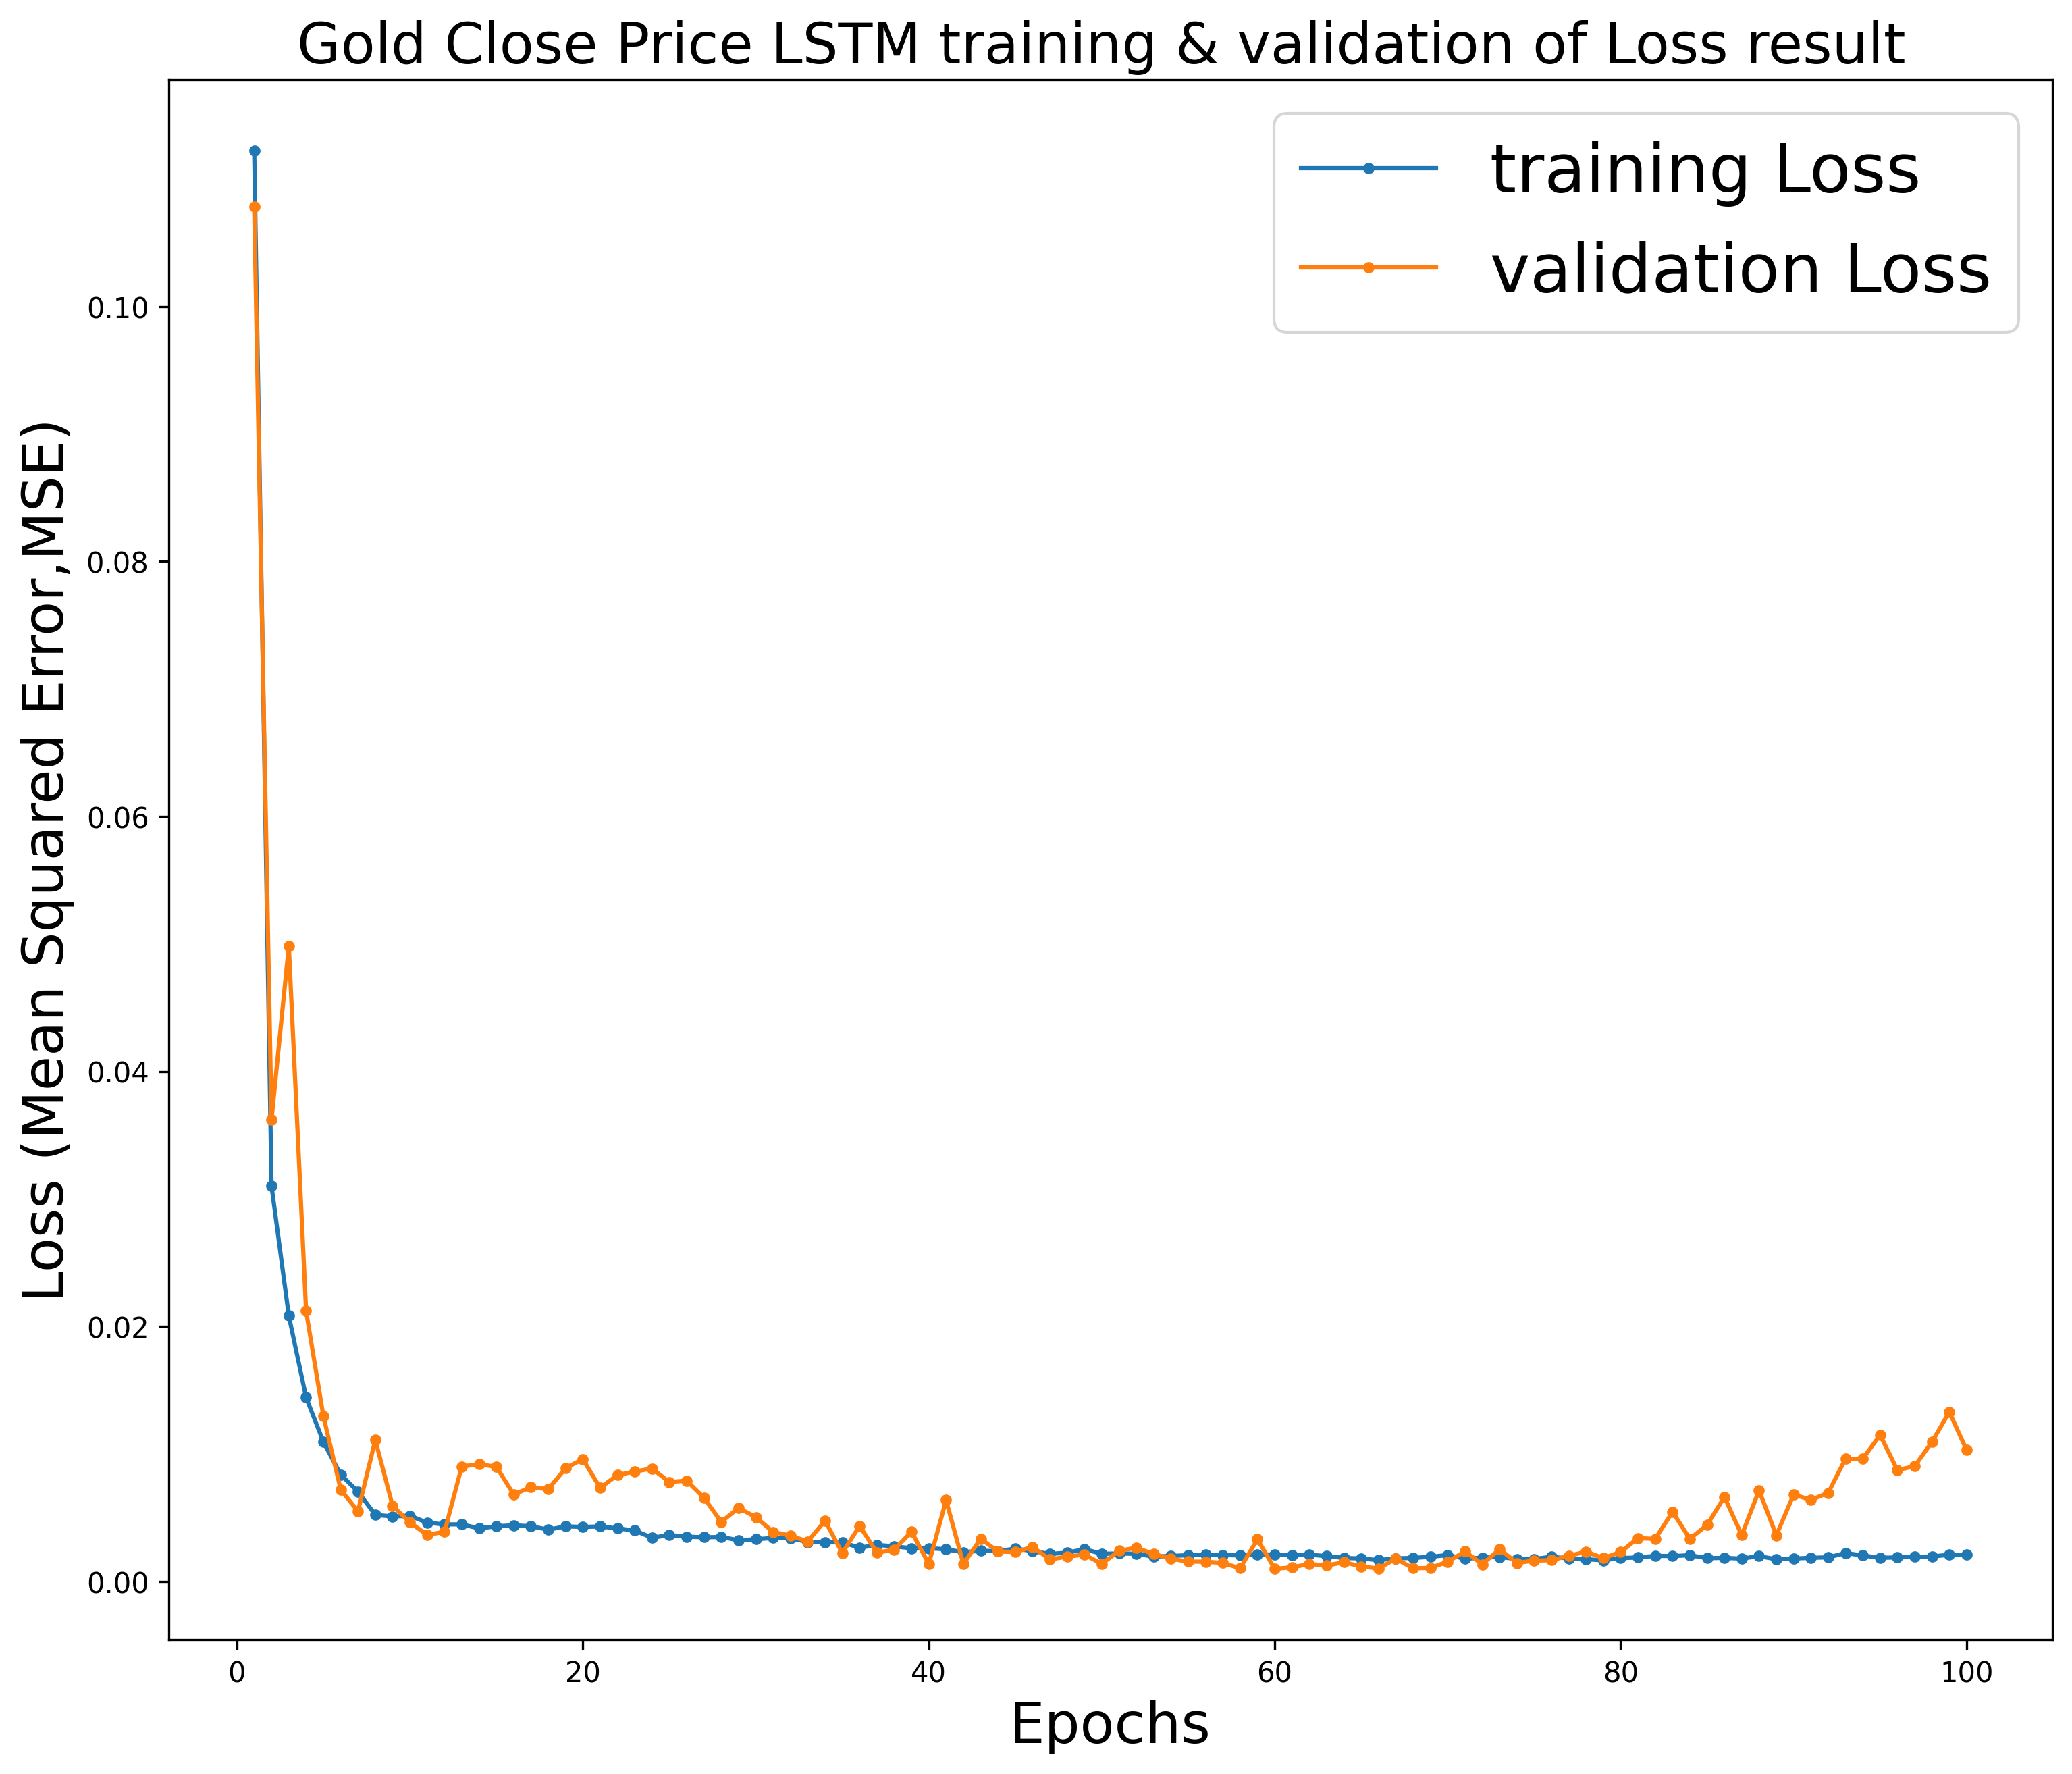 Gold Close Price LSTM training & validation of Loss result
training Loss
validation Loss
Loss (Mean Squared Error,MSE)
0.10
0.08
0.06
0.04
0.02
0.00
0 20 40 60 80 100
Epochs